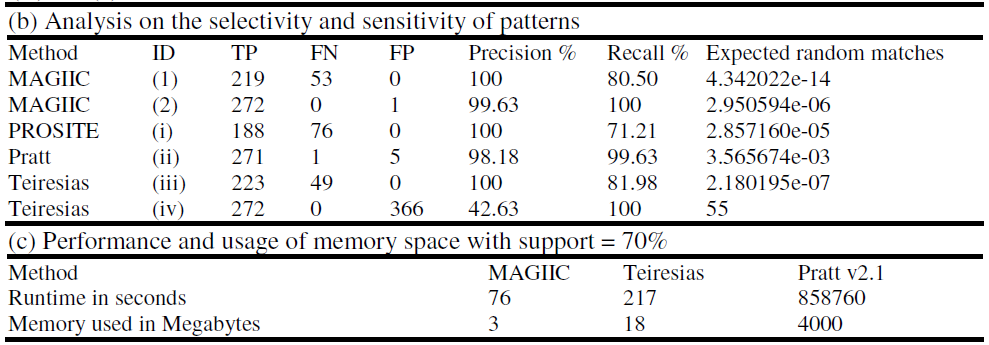 (b) Analysis on the selectivity and sensitivity of patterns
Method ID TP FN FP Precision % Recall % Expected random matches
MAGIIC (1) 219 53 0 100 80.50 4.342022e-14
MAGIIC (2) 272 0 1 99.63 100 2.950594e-06
PROSITE (i) 188 76 0 100 71.21 2.857160e-05
Pratt (ii) 271 1 5 98.18 99.63 3.565674e-03
Teiresias (iii) 223 49 0 100 81.98 2.180195e-07
Teiresias (iv) 272 0 366 42.63 100 55
(c) Performance and usage of memory space with support = 70%
Method MAGIIC Teiresias Pratt v2.1
Runtime in seconds 76 217 858760
Memory used in Megabytes 3 18 4000